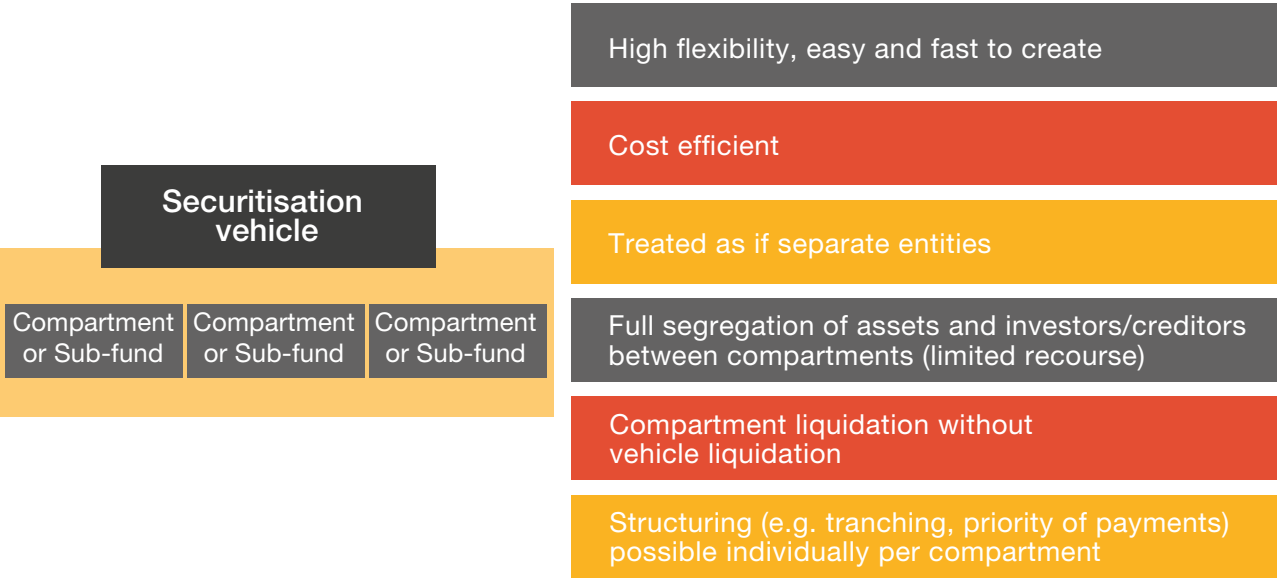 Securitisation
vehicle
Compartment
or Sub-fund
Compartment
or Sub-fund
Compartment
or Sub-fund
High flexibility, easy and fast to create
Cost efficient
Treated as if separate entities
Full segregation of assets and investors/creditors
between compartments (limited recourse)
Compartment liquidation without
vehicle liquidation
Structuring (e.g. tranching, priority of payments)
possible individually per compartment